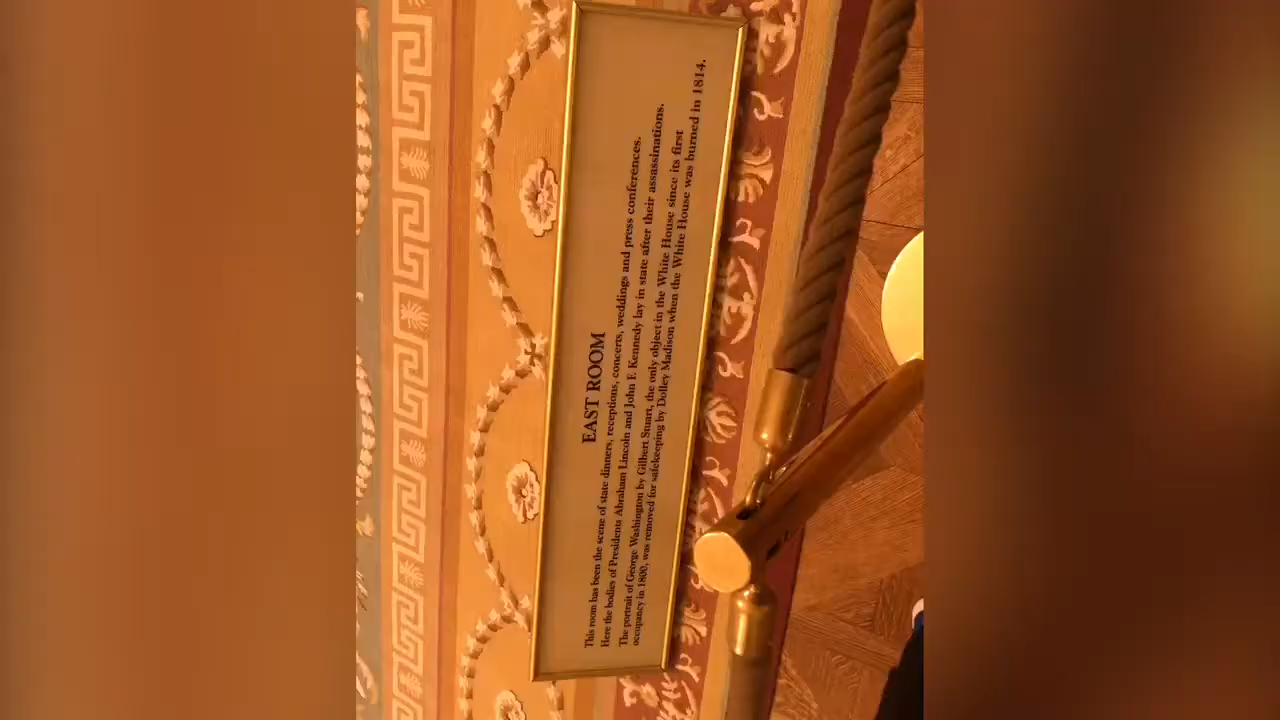 EAST ROOM
This room has been the scene of state dinners, receptions, concerts, weddings and press conferences.
Here the bodies of Presidents Abraham Lincoln and John F. Kennedy lay in state after their assassinations.
The portrait of George Washington by Gilbert Stuart, the only object in the White House since its first
occupancy in 1800, was removed for safekeeping by Dolley Madison when the White House was burned in 1814.